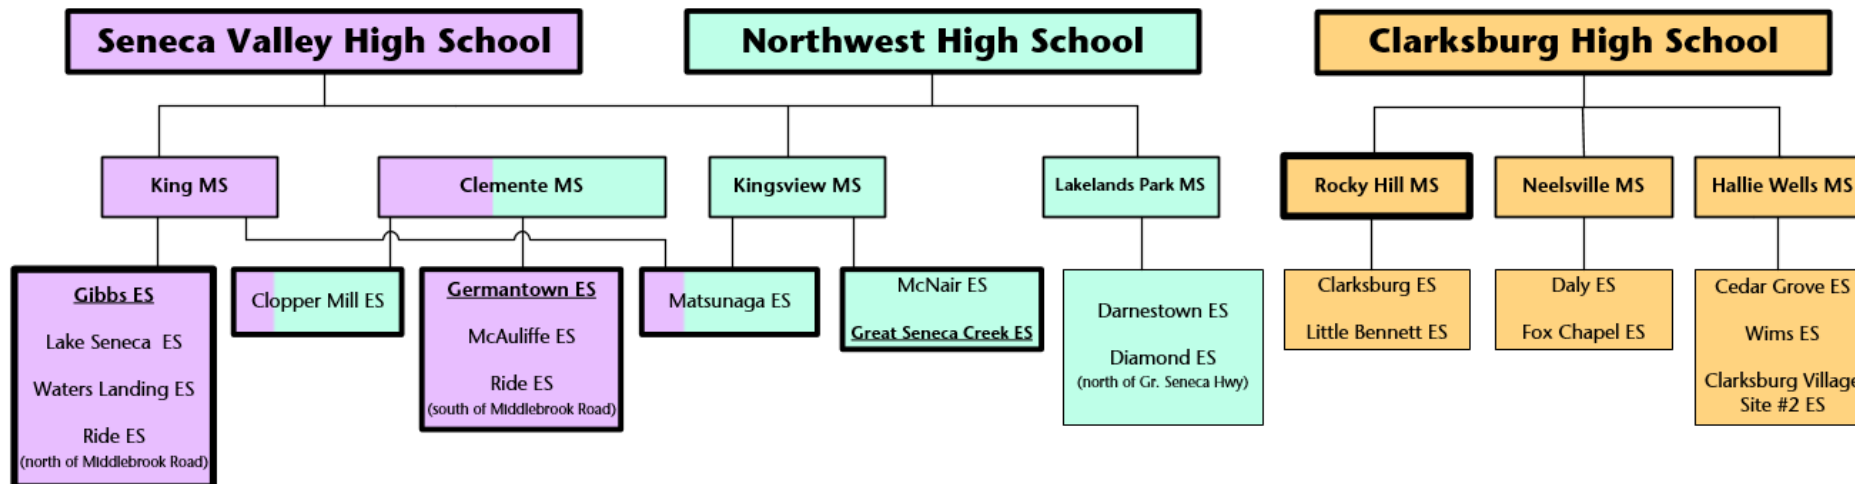 Seneca Valley High School
Northwest High School
Clarksburg High School
King MS
Clemente MS
Kingsview MS
Lakelands Park MS
Rocky Hill MS
Neelsville MS
Hallie Wells MS
Gibbs ES
Lake Seneca ES
Waters Landing ES
Ride ES
(north of Middlebrook Road)
Clopper Mill ES
Germantown ES
McAuliffe ES
Ride ES
(south of Middlebrook Road)
Matsunaga ES
McNair ES
Great Seneca Creek ES
Darnestown ES
Diamond ES
(north of Gr. Seneca Hwy)
Clarksburg ES
Little Bennett ES
Daly ES
Fox Chapel ES
Cedar Grove ES
Wims ES
Clarksburg Village
Site #2 ES